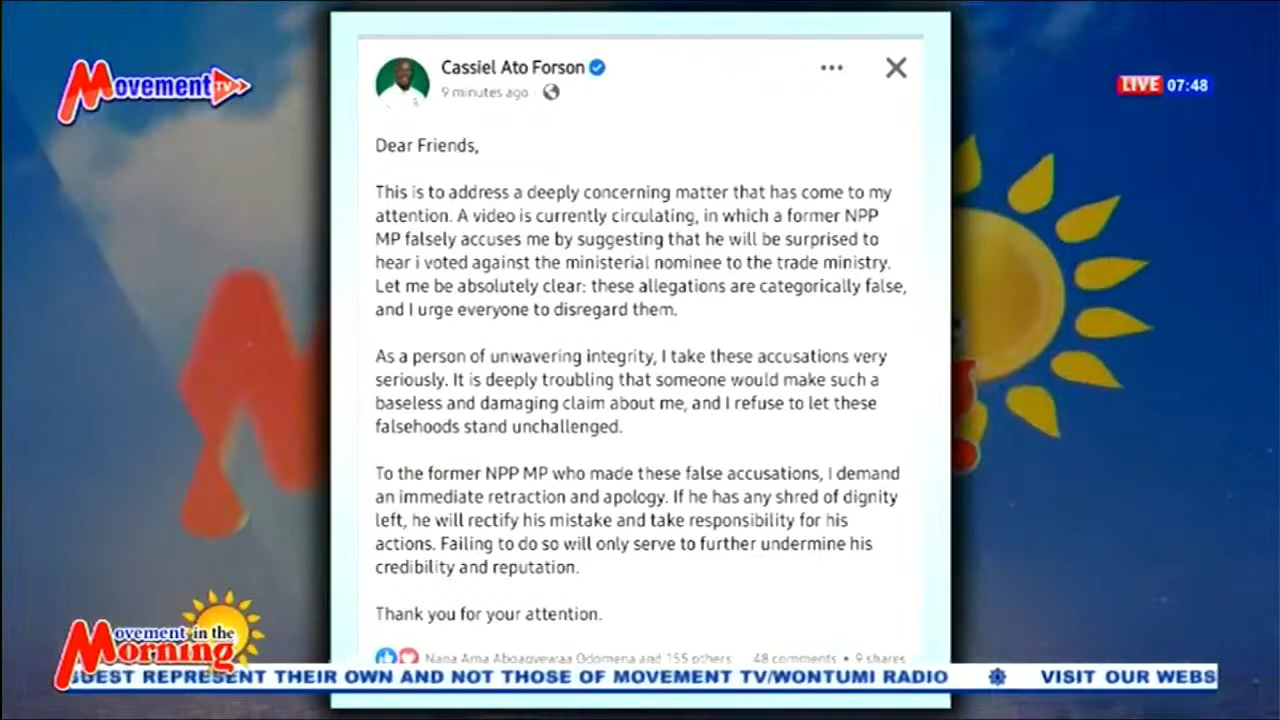 Movement TV
LIVE 07:48
Cassiel Ato Forson
9 minutes ago
Dear Friends,
This is to address a deeply concerning matter that has come to my
attention. A video is currently circulating, in which a former NPP
MP falsely accuses me by suggesting that he will be surprised to
hear i voted against the ministerial nominee to the trade ministry.
Let me be absolutely clear: these allegations are categorically false,
and I urge everyone to disregard them.
As a person of unwavering integrity, I take these accusations very
seriously. It is deeply troubling that someone would make such a
baseless and damaging claim about me, and I refuse to let these
falsehoods stand unchallenged.
To the former NPP MP who made these false accusations, I demand
an immediate retraction and apology. If he has any shred of dignity
left, he will rectify his mistake and take responsibility for his
actions. Failing to do so will only serve to further undermine his
credibility and reputation.
Thank you for your attention.
Nana Ama Aboagyewaa Odomena and 155 others 48 comments • 9 shares
Movement in the
Morning
GUEST REPRESENT THEIR OWN AND NOT THOSE OF MOVEMENT TV/WONTUMI RADIO VISIT OUR WEBS